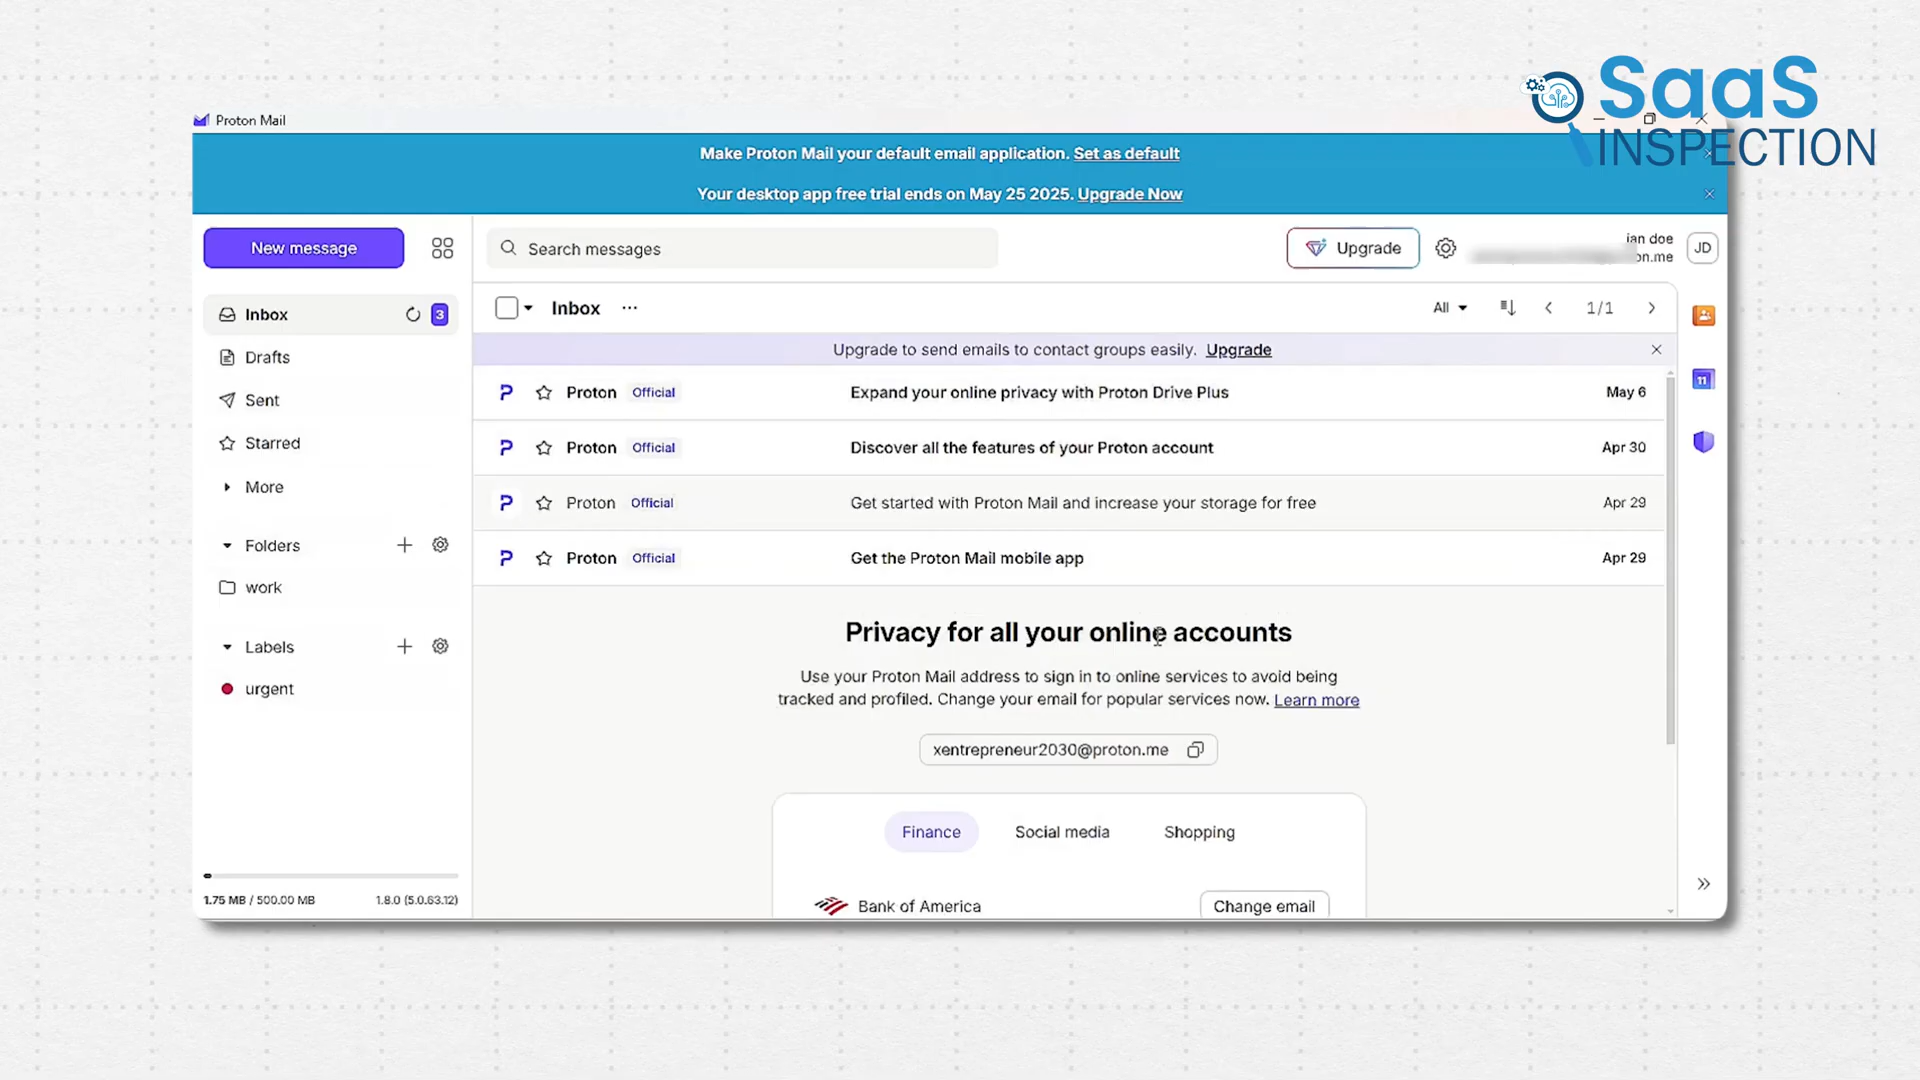 SaaS
INSPECTION
Proton Mail
Make Proton Mail your default email application. Set as default
Your desktop app free trial ends on May 25 2025. Upgrade Now
New message
Search messages
Upgrade
ian doe
on.me
JD
Inbox
3
Drafts
Sent
Starred
More
Folders
work
Labels
urgent
1.75 MB / 500.00 MB
1.8.0 (5.0.63.12)
Inbox
All
1/1
Upgrade to send emails to contact groups easily. Upgrade
Proton Official Expand your online privacy with Proton Drive Plus May 6
Proton Official Discover all the features of your Proton account Apr 30
Proton Official Get started with Proton Mail and increase your storage for free Apr 29
Proton Official Get the Proton Mail mobile app Apr 29
Privacy for all your online accounts
Use your Proton Mail address to sign in to online services to avoid being
tracked and profiled. Change your email for popular services now. Learn more
xentrepreneur2030@proton.me
Finance
Social media
Shopping
Bank of America
Change email
11